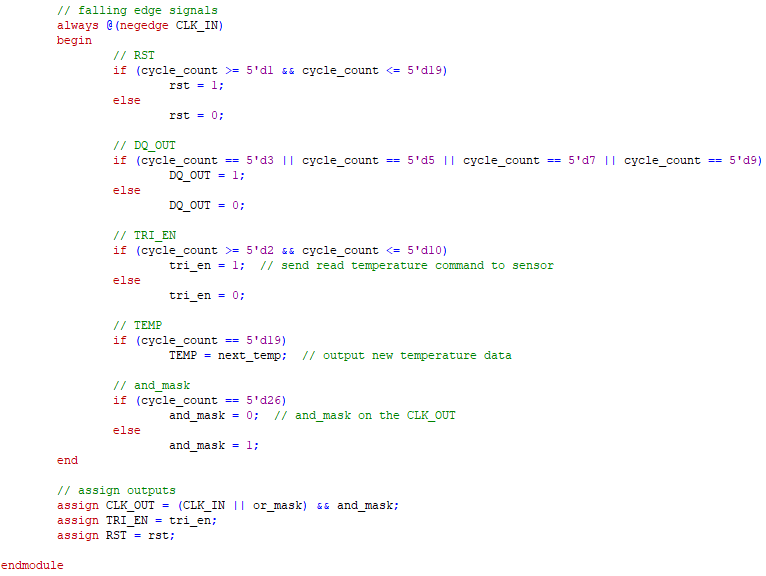 // falling edge signals
always @(negedge CLK_IN)
begin
// RST
if (cycle_count >= 5'd1 && cycle_count <= 5'd19)
rst = 1;
else
rst = 0;
// DQ_OUT
if (cycle_count == 5'd3 || cycle_count == 5'd5 || cycle_count == 5'd7 || cycle_count == 5'd9)
DQ_OUT = 1;
else
DQ_OUT = 0;
// TRI_EN
if (cycle_count >= 5'd2 && cycle_count <= 5'd10)
tri_en = 1;  // send read temperature command to sensor
else
tri_en = 0;
// TEMP
if (cycle_count == 5'd19)
TEMP = next_temp;  // output new temperature data
// and_mask
if (cycle_count == 5'd26)
and_mask = 0;  // and_mask on the CLK_OUT
else
and_mask = 1;
end
// assign outputs
assign CLK_OUT = (CLK_IN || or_mask) && and_mask;
assign TRI_EN = tri_en;
assign RST = rst;
endmodule